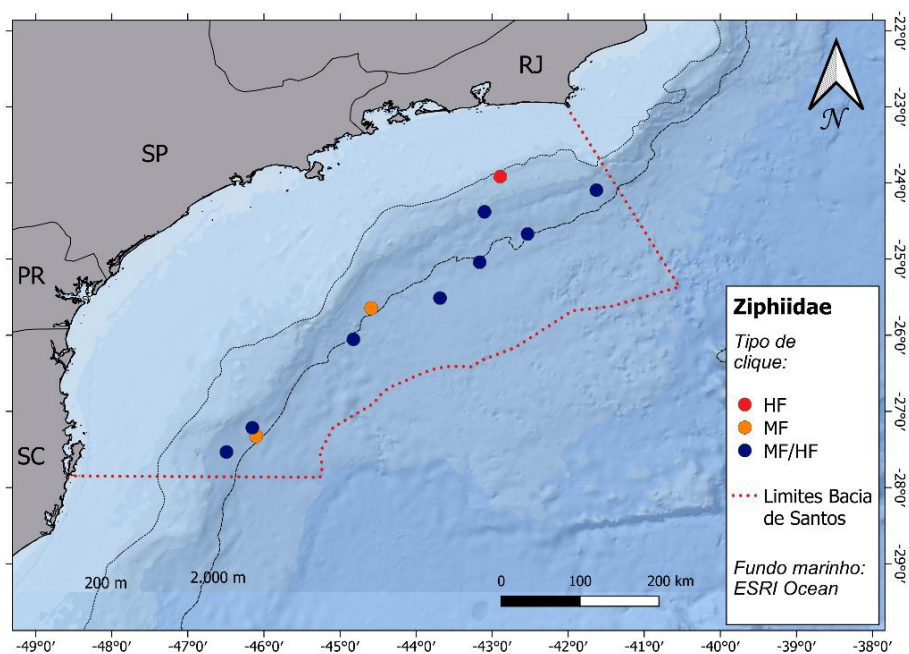 RJ
SP
PR
SC
N
Ziphiidae
Tipo de
clique:
HF
MF
MF/HF
Limites Bacia
de Santos
Fundo marinho:
ESRI Ocean
200 m
2.000 m
0 100 200 km
-22°0'
-23°0'
-24°0'
-25°0'
-26°0'
-27°0'
-28°0'
-29°0'
-49°0' -48°0' -47°0' -46°0' -45°0' -44°0' -43°0' -42°0' -41°0' -40°0' -39°0' -38°0'